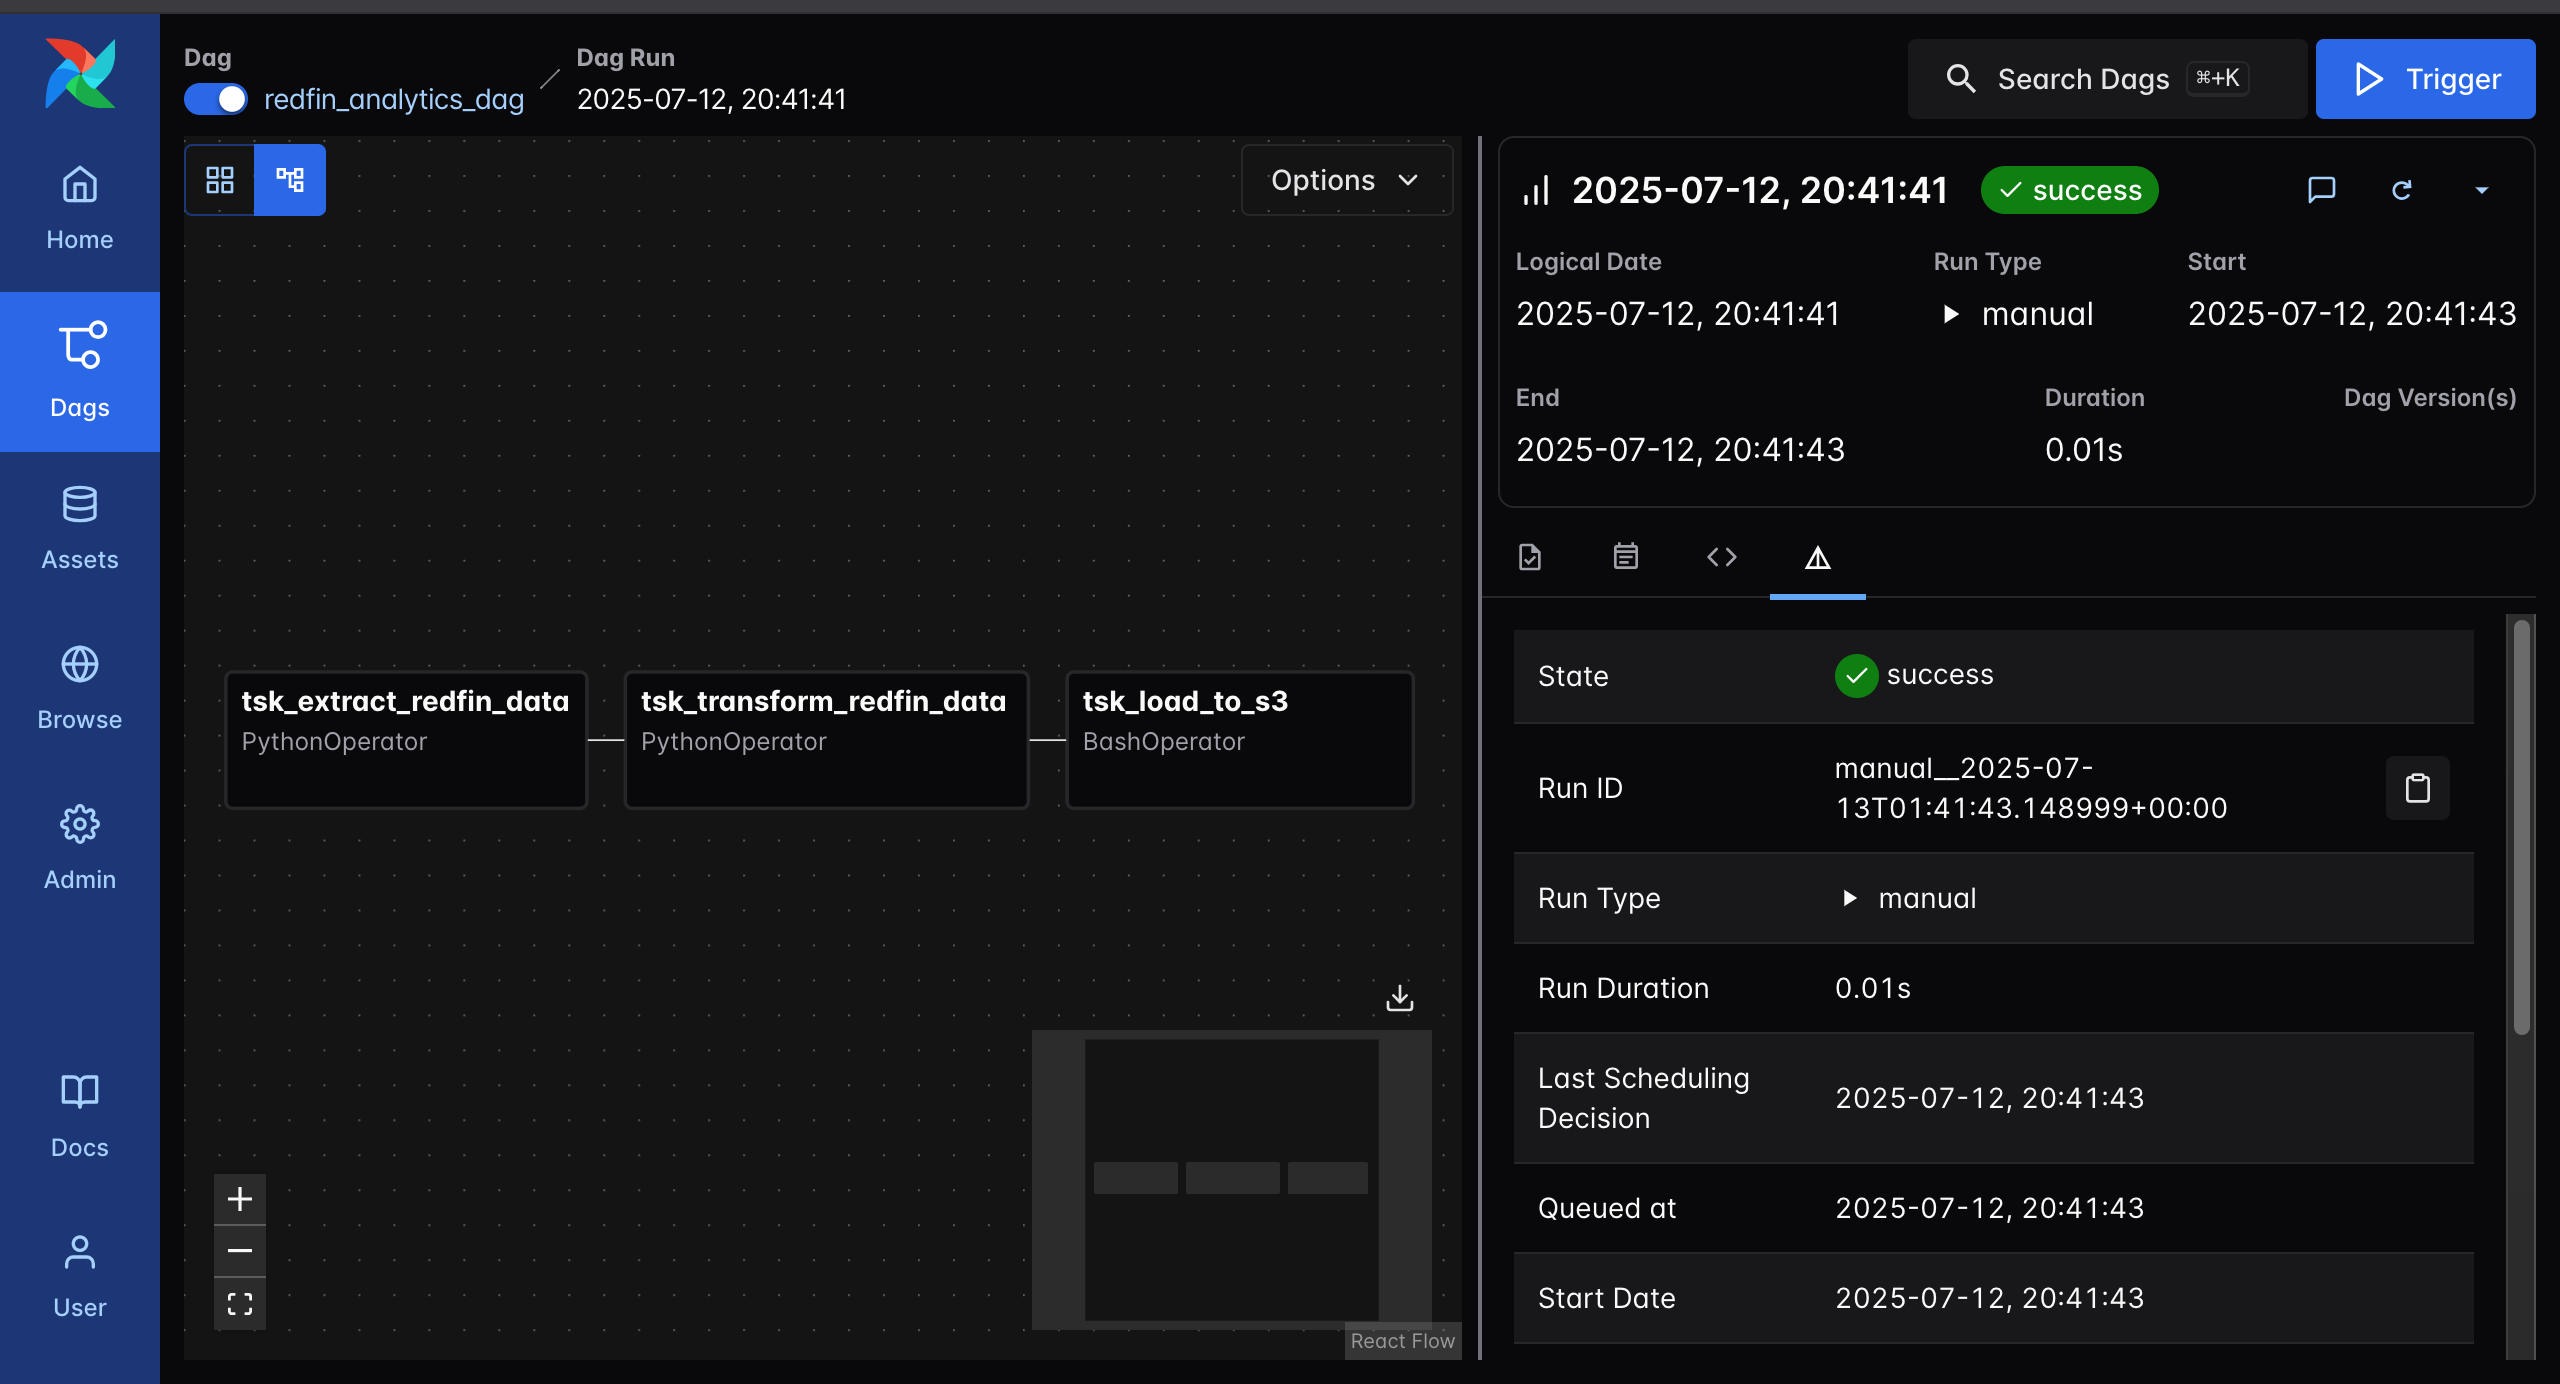 Dag
redfin_analytics_dag
Dag Run
2025-07-12, 20:41:41
Search Dags ⌘+K
Trigger
Home
Dags
Assets
Browse
Admin
Docs
User
Options
tsk_extract_redfin_data
PythonOperator
tsk_transform_redfin_data
PythonOperator
tsk_load_to_s3
BashOperator
React Flow
2025-07-12, 20:41:41 success
Logical Date Run Type Start
2025-07-12, 20:41:41 manual 2025-07-12, 20:41:43
End Duration Dag Version(s)
2025-07-12, 20:41:43 0.01s
State success
Run ID manual__2025-07-
13T01:41:43.148999+00:00
Run Type manual
Run Duration 0.01s
Last Scheduling
Decision 2025-07-12, 20:41:43
Queued at 2025-07-12, 20:41:43
Start Date 2025-07-12, 20:41:43